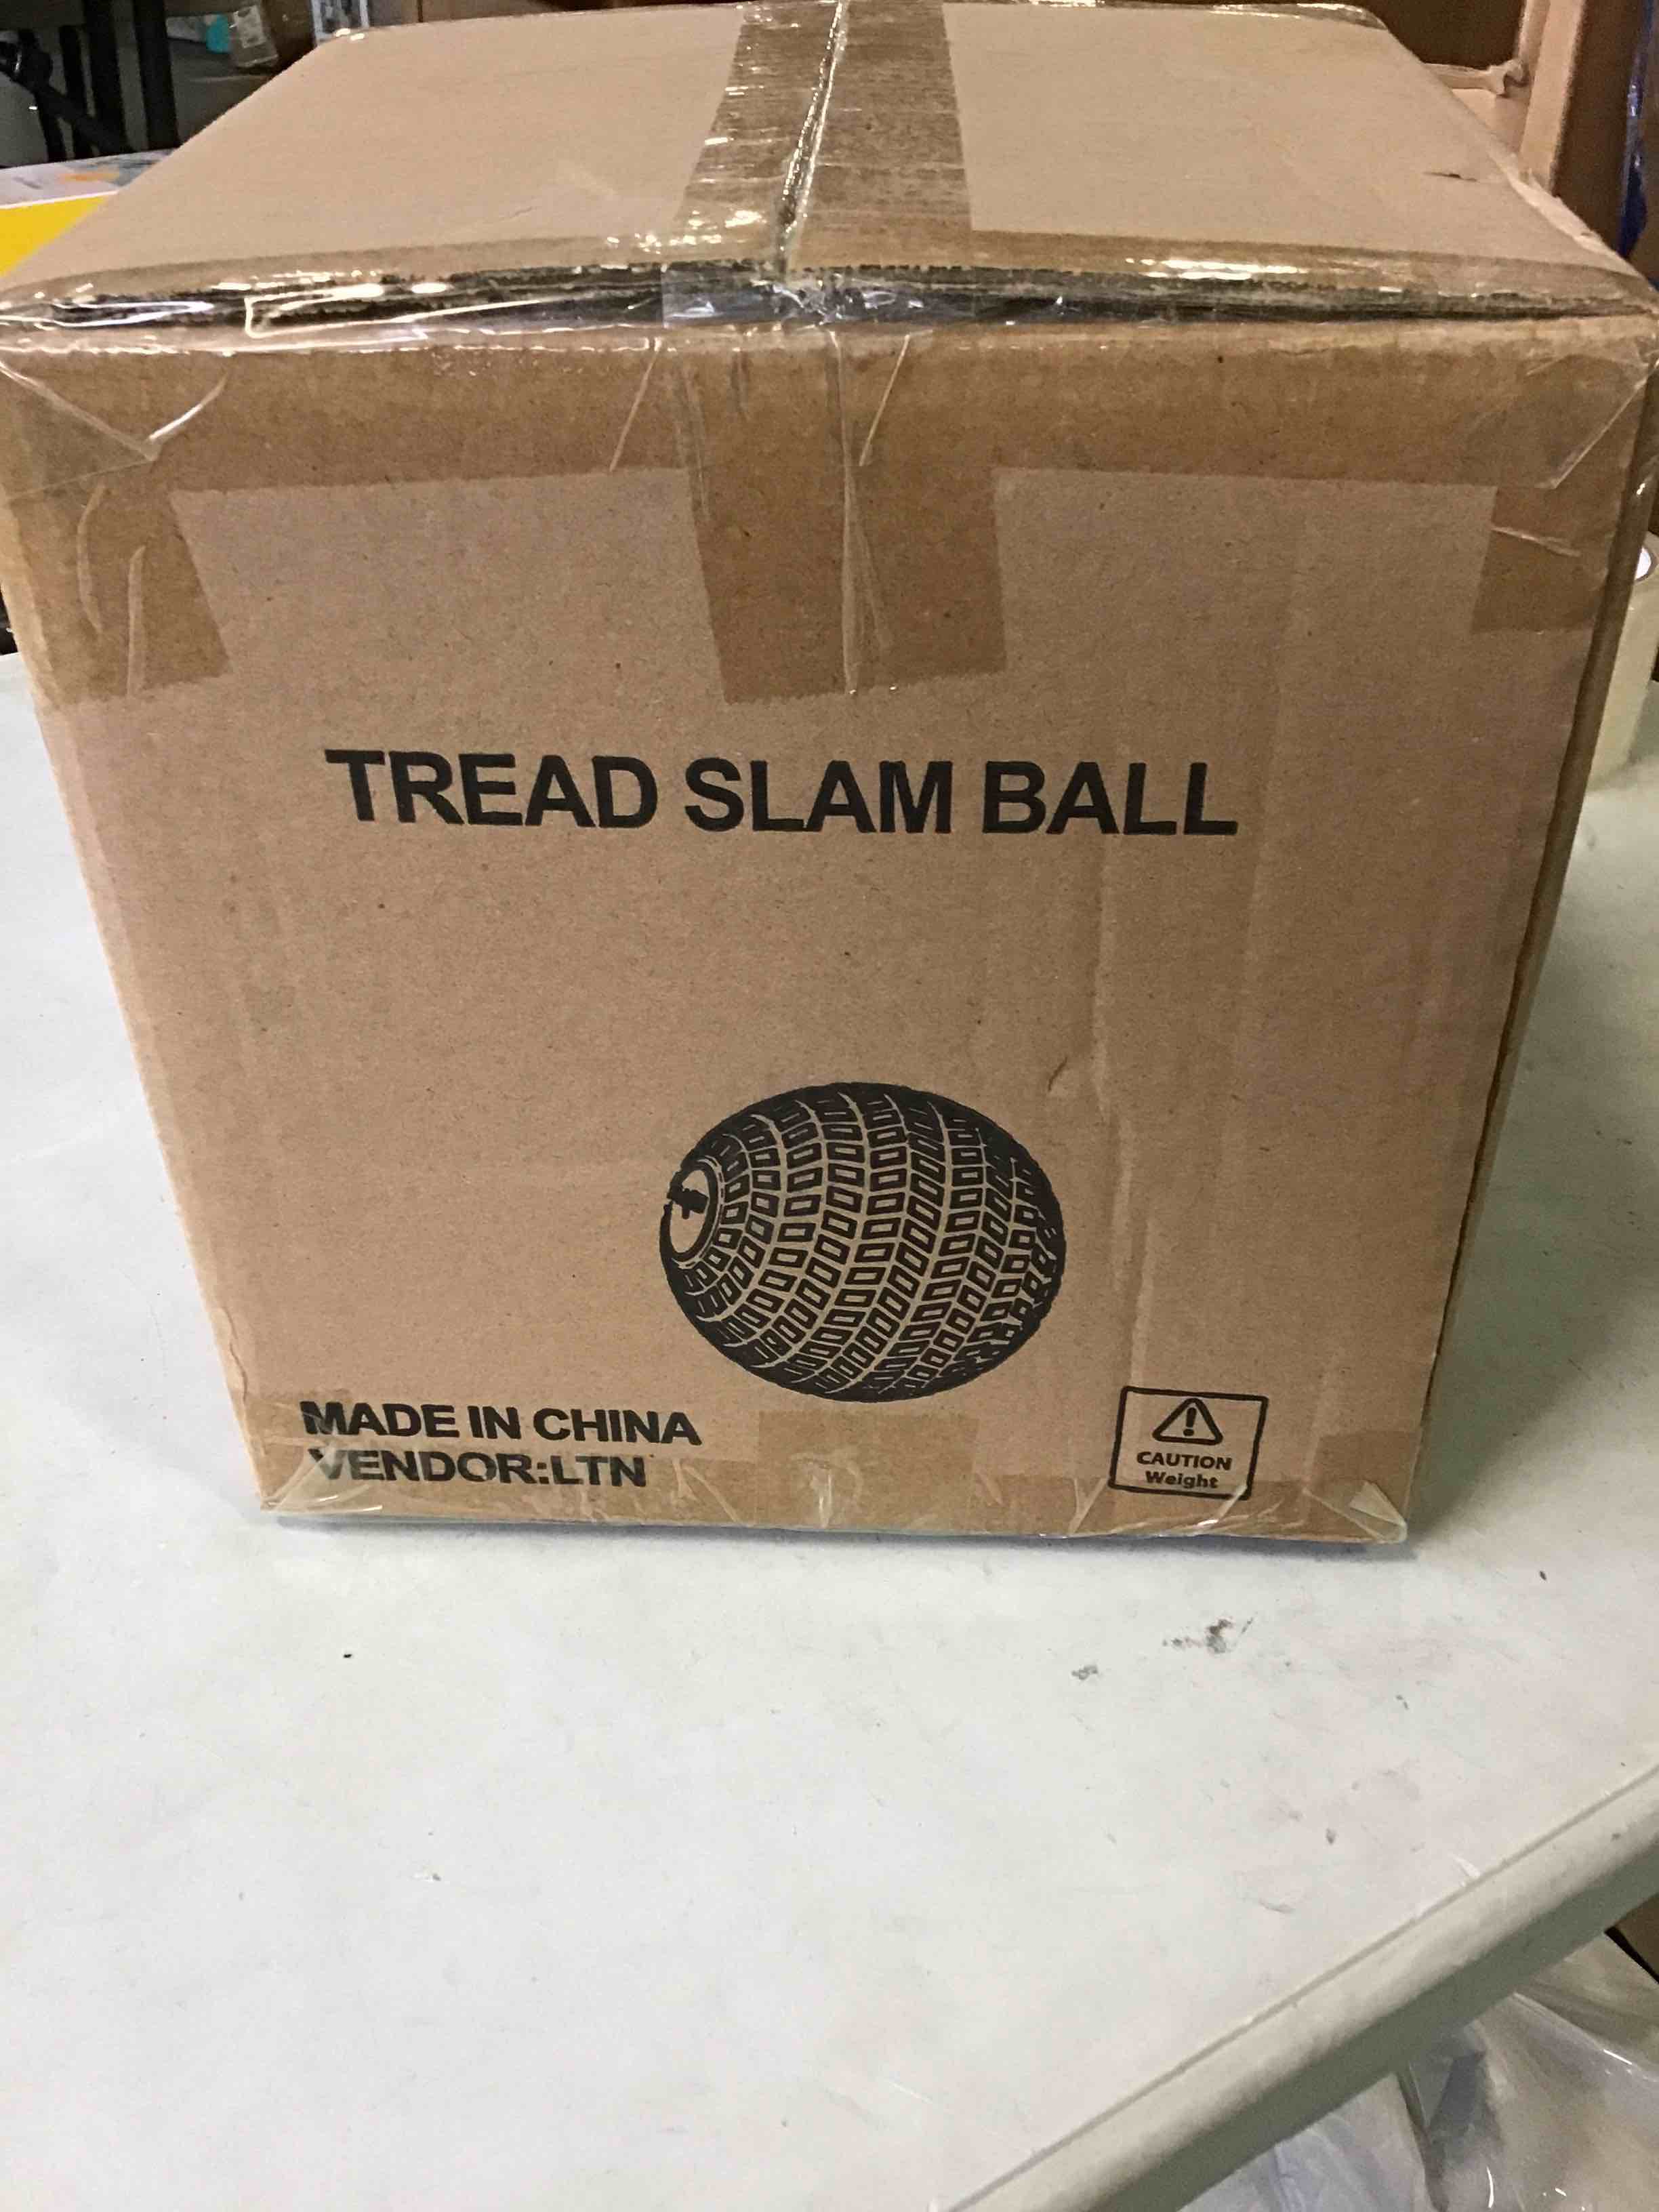 TREAD SLAM BALL
MADE IN CHINA
VENDOR:LTN
CAUTION
Weight